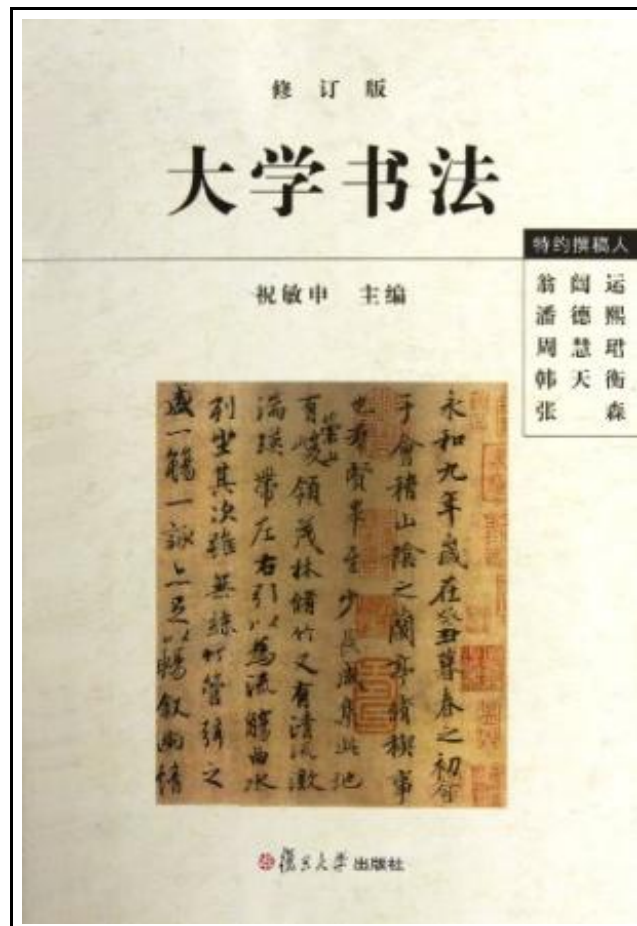 修订版
大学书法
特约撰稿人
祝敏申 主编
翁闿运
潘德熙
周慧珺
韩天衡
张森
永和九年歲在癸丑暮春之初會
于會稽山陰之蘭亭脩稧事
也羣賢畢至少長咸集此地
有崇山峻領茂林脩竹又有清流激
湍暎帶左右引以為流觴曲水
列坐其次雖無絲竹管弦之
盛一觴一詠亦足以暢敘幽情
復旦大學出版社